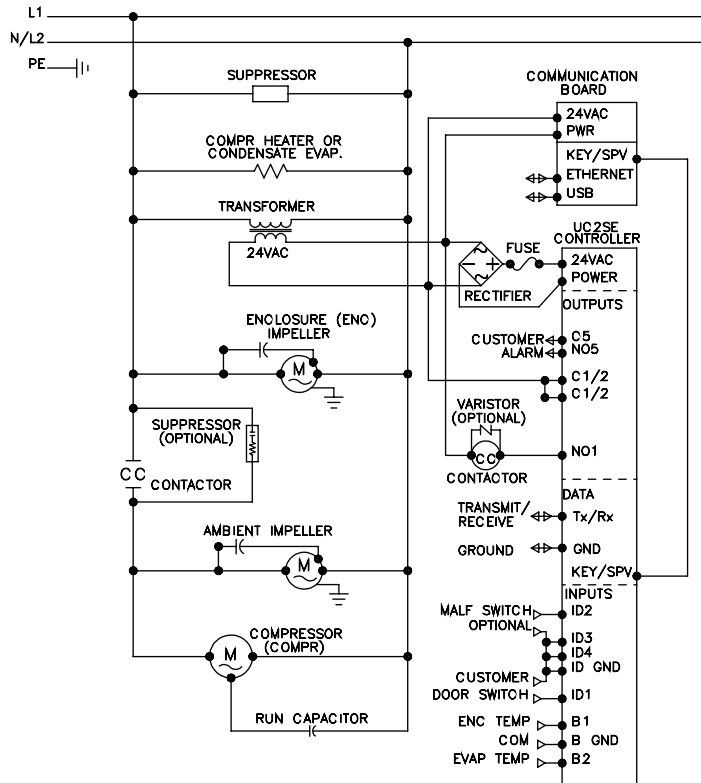 L1
N/L2
PE
SUPPRESSOR
COMPR HEATER OR
CONDENSATE EVAP.
TRANSFORMER
24VAC
ENCLOSURE (ENC)
IMPELLER
M
SUPPRESSOR
(OPTIONAL)
CC
CONTACTOR
AMBIENT IMPELLER
M
COMPRESSOR
(COMPR)
M
RUN CAPACITOR
COMMUNICATION
BOARD
24VAC
PWR
KEY/SPV
ETHERNET
USB
UC2SE
CONTROLLER
FUSE
RECTIFIER
24VAC
POWER
OUTPUTS
CUSTOMER
ALARM
C5
NO5
C1/2
C1/2
VARISTOR
(OPTIONAL)
CC
CONTACTOR
NO1
DATA
TRANSMIT/
RECEIVE
Tx/Rx
GROUND
GND
KEY/SPV
INPUTS
MALF SWITCH
ID2
OPTIONAL
ID3
ID4
ID GND
CUSTOMER
DOOR SWITCH
ID1
ENC TEMP
B1
COM
B GND
EVAP TEMP
B2